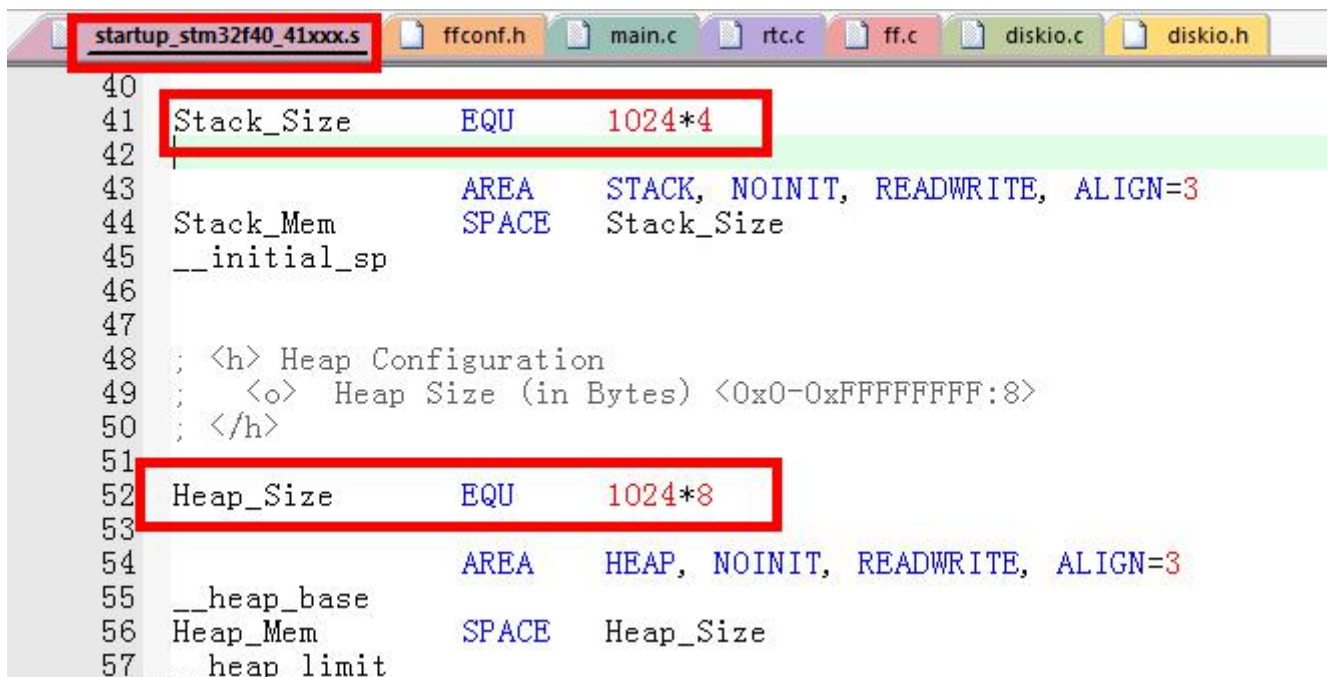 startup_stm32f40_41xxx.s ffconf.h main.c rtc.c ff.c diskio.c diskio.h
40
41 Stack_Size EQU 1024*4
42
43 AREA STACK, NOINIT, READWRITE, ALIGN=3
44 Stack_Mem SPACE Stack_Size
45 __initial_sp
46
47
48 ; <h> Heap Configuration
49 ; <o> Heap Size (in Bytes) <0x0-0xFFFFFFFF:8>
50 ; </h>
51
52 Heap_Size EQU 1024*8
53
54 AREA HEAP, NOINIT, READWRITE, ALIGN=3
55 __heap_base
56 Heap_Mem SPACE Heap_Size
57 __heap_limit